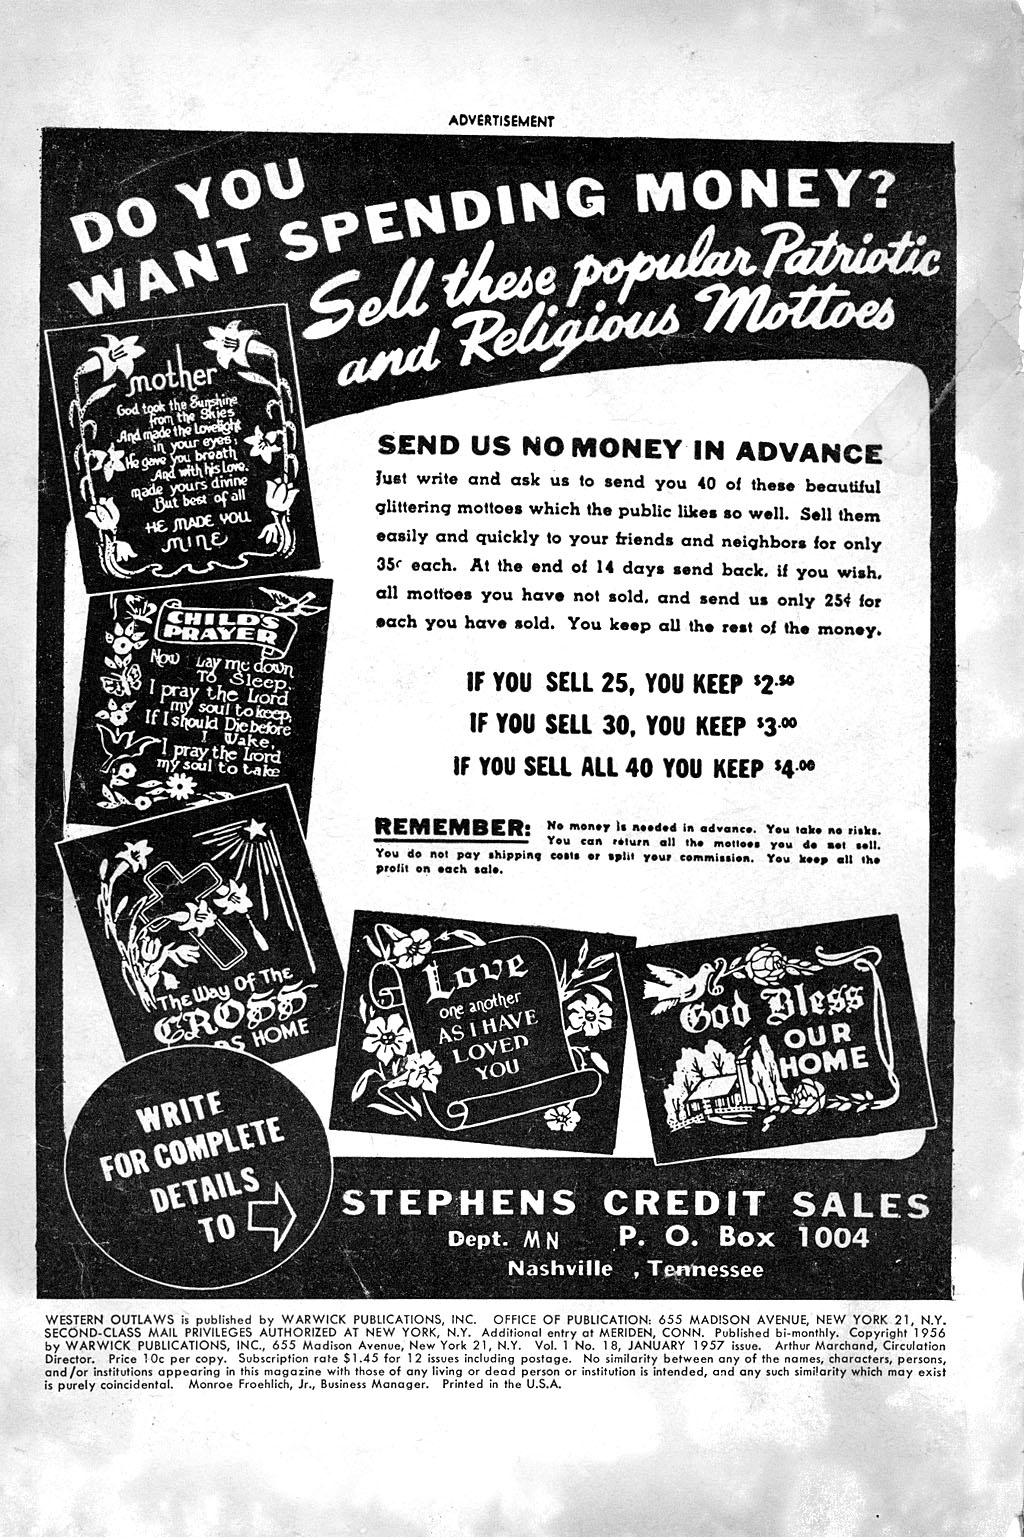 ADVERTISEMENT
DO YOU
WANT SPENDING MONEY?
Sell these popular Patriotic
and Religious Mottoes
mother
God took the Sunshine
from the Skies
And made the Lovelight
in your eyes;
He gave you breath
And with his Love.
made yours divine
But best of all
HE MADE YOU
MINE
CHILD'S
PRAYER
Now Lay me down
To Sleep,
I pray the Lord
my soul to keep,
If I should Die before
I Wake,
I pray the Lord
my soul to take
The Way Of The
CROSS
AS HOME
SEND US NO MONEY IN ADVANCE
Just write and ask us to send you 40 of these beautiful
glittering mottoes which the public likes so well. Sell them
easily and quickly to your friends and neighbors for only
35¢ each. At the end of 14 days send back, if you wish,
all mottoes you have not sold, and send us only 25¢ for
each you have sold. You keep all the rest of the money.
IF YOU SELL 25, YOU KEEP $2.50
IF YOU SELL 30, YOU KEEP $3.00
IF YOU SELL ALL 40 YOU KEEP $4.00
REMEMBER: No money is needed in advance. You take no risks.
You can return all the mottoes you do not sell.
You do not pay shipping costs or split your commission. You keep all the
profit on each sale.
Love
one another
AS I HAVE
LOVED
YOU
God Bless
OUR
HOME
WRITE
FOR COMPLETE
DETAILS
TO
STEPHENS CREDIT SALES
Dept. MN P. O. Box 1004
Nashville , Tennessee
WESTERN OUTLAWS is published by WARWICK PUBLICATIONS, INC. OFFICE OF PUBLICATION: 655 MADISON AVENUE, NEW YORK 21, N.Y.
SECOND-CLASS MAIL PRIVILEGES AUTHORIZED AT NEW YORK, N.Y. Additional entry at MERIDEN, CONN. Published bi-monthly. Copyright 1956
by WARWICK PUBLICATIONS, INC., 655 Madison Avenue, New York 21, N.Y. Vol. 1 No. 18, JANUARY 1957 issue. Arthur Marchand, Circulation
Director. Price 10c per copy. Subscription rate $1.45 for 12 issues including postage. No similarity between any of the names, characters, persons,
and/or institutions appearing in this magazine with those of any living or dead person or institution is intended, and any such similarity which may exist
is purely coincidental. Monroe Froehlich, Jr., Business Manager. Printed in the U.S.A.